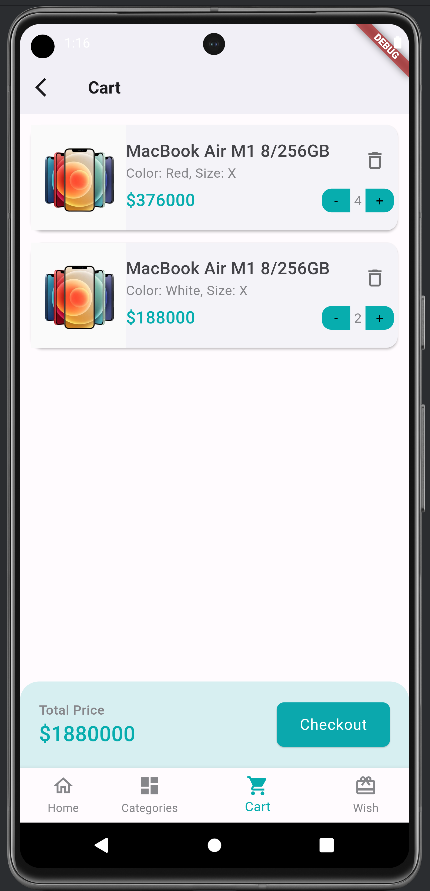 1:16
DEBUG
Cart
MacBook Air M1 8/256GB
Color: Red, Size: X
$376000
- 4 +
MacBook Air M1 8/256GB
Color: White, Size: X
$188000
- 2 +
Total Price
$1880000
Checkout
Home
Categories
Cart
Wish